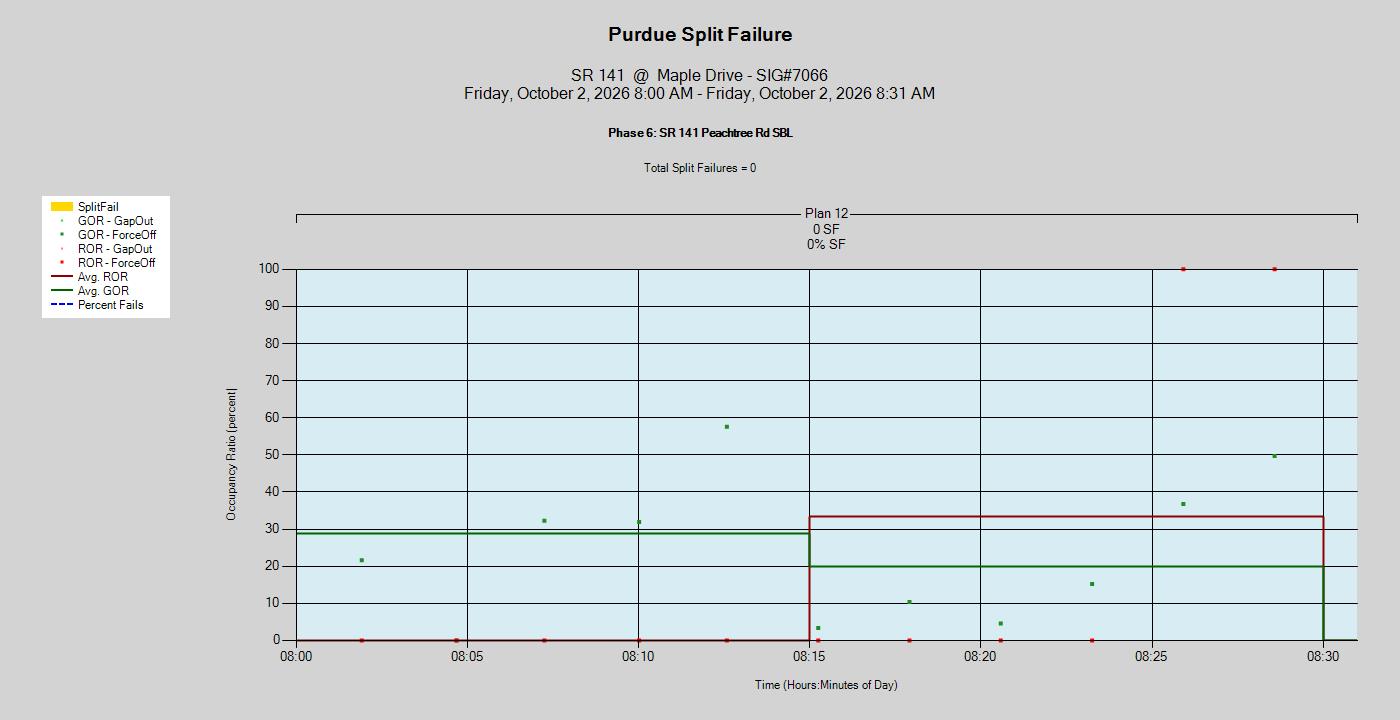 Purdue Split Failure
SR 141 @ Maple Drive - SIG#7066
Friday, October 2, 2026 8:00 AM - Friday, October 2, 2026 8:31 AM
Phase 6: SR 141 Peachtree Rd SBL
Total Split Failures = 0
SplitFail
GOR - GapOut
GOR - ForceOff
ROR - GapOut
ROR - ForceOff
Avg. ROR
Avg. GOR
Percent Fails
Plan 12
0 SF
0% SF
Occupancy Ratio (percent)
100
90
80
70
60
50
40
30
20
10
0
08:00 08:05 08:10 08:15 08:20 08:25 08:30
Time (Hours:Minutes of Day)